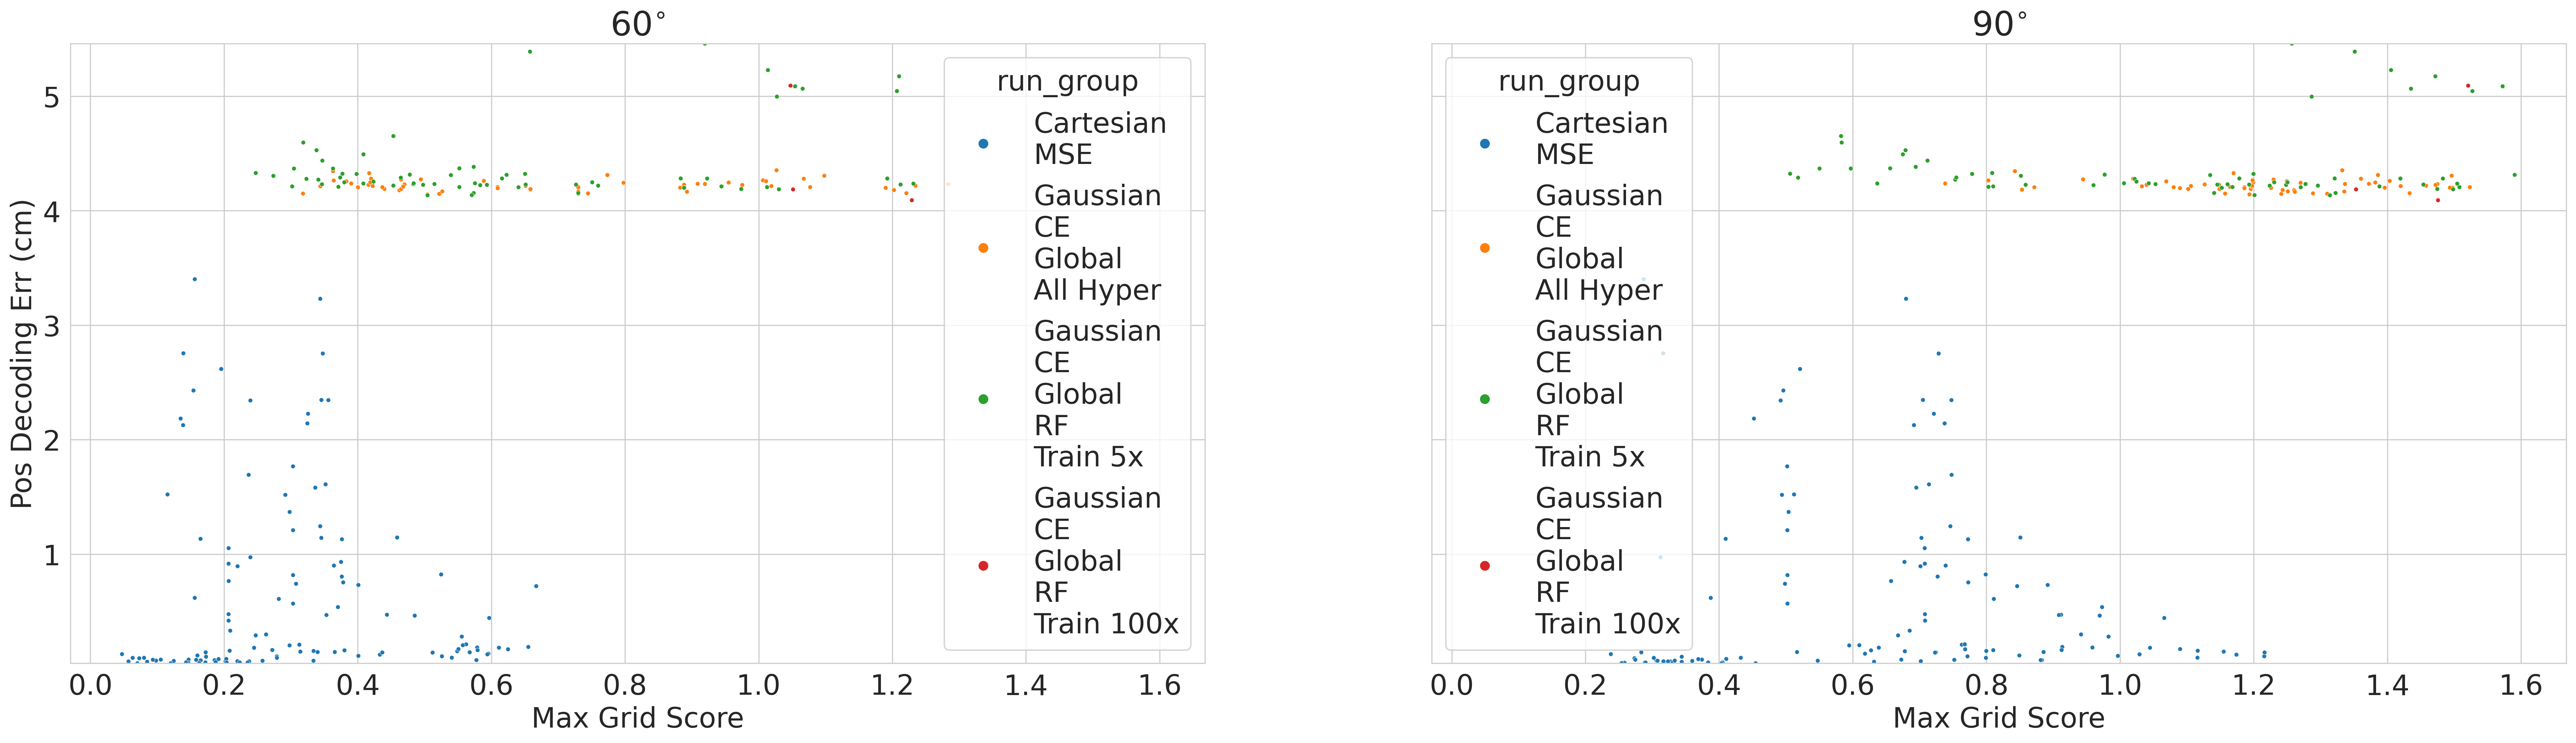 60°
Pos Decoding Err (cm)
5
4
3
2
1
0.0 0.2 0.4 0.6 0.8 1.0 1.2 1.4 1.6
Max Grid Score
run_group
Cartesian
MSE
Gaussian
CE
Global
All Hyper
Gaussian
CE
Global
RF
Train 5x
Gaussian
CE
Global
RF
Train 100x
90°
run_group
Cartesian
MSE
Gaussian
CE
Global
All Hyper
Gaussian
CE
Global
RF
Train 5x
Gaussian
CE
Global
RF
Train 100x
0.0 0.2 0.4 0.6 0.8 1.0 1.2 1.4 1.6
Max Grid Score